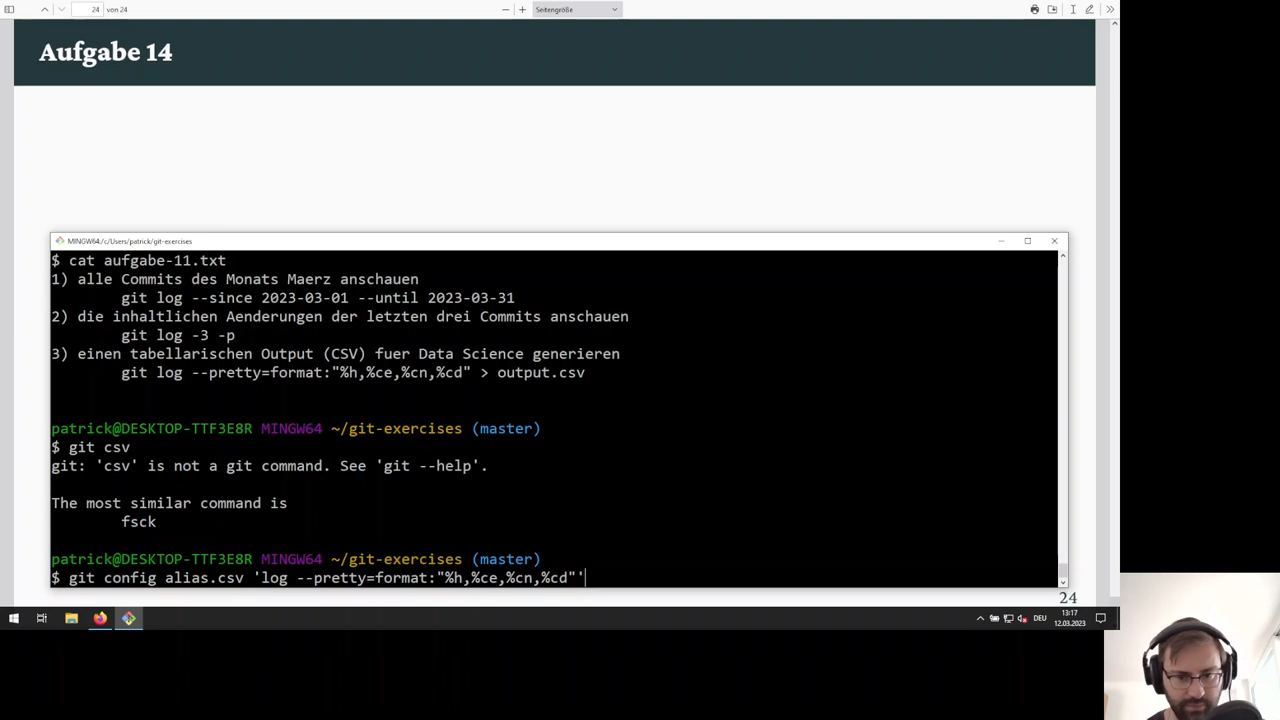 24 von 24
Seitengröße
Aufgabe 14
MINGW64:/c/Users/patrick/git-exercises
$ cat aufgabe-11.txt
1) alle Commits des Monats Maerz anschauen
git log --since 2023-03-01 --until 2023-03-31
2) die inhaltlichen Aenderungen der letzten drei Commits anschauen
git log -3 -p
3) einen tabellarischen Output (CSV) fuer Data Science generieren
git log --pretty=format:"%h,%ce,%cn,%cd" > output.csv
patrick@DESKTOP-TTF3E8R MINGW64 ~/git-exercises (master)
$ git csv
git: 'csv' is not a git command. See 'git --help'.
The most similar command is
fsck
patrick@DESKTOP-TTF3E8R MINGW64 ~/git-exercises (master)
$ git config alias.csv 'log --pretty=format:"%h,%ce,%cn,%cd"'
24
DEU
13:17
12.03.2023